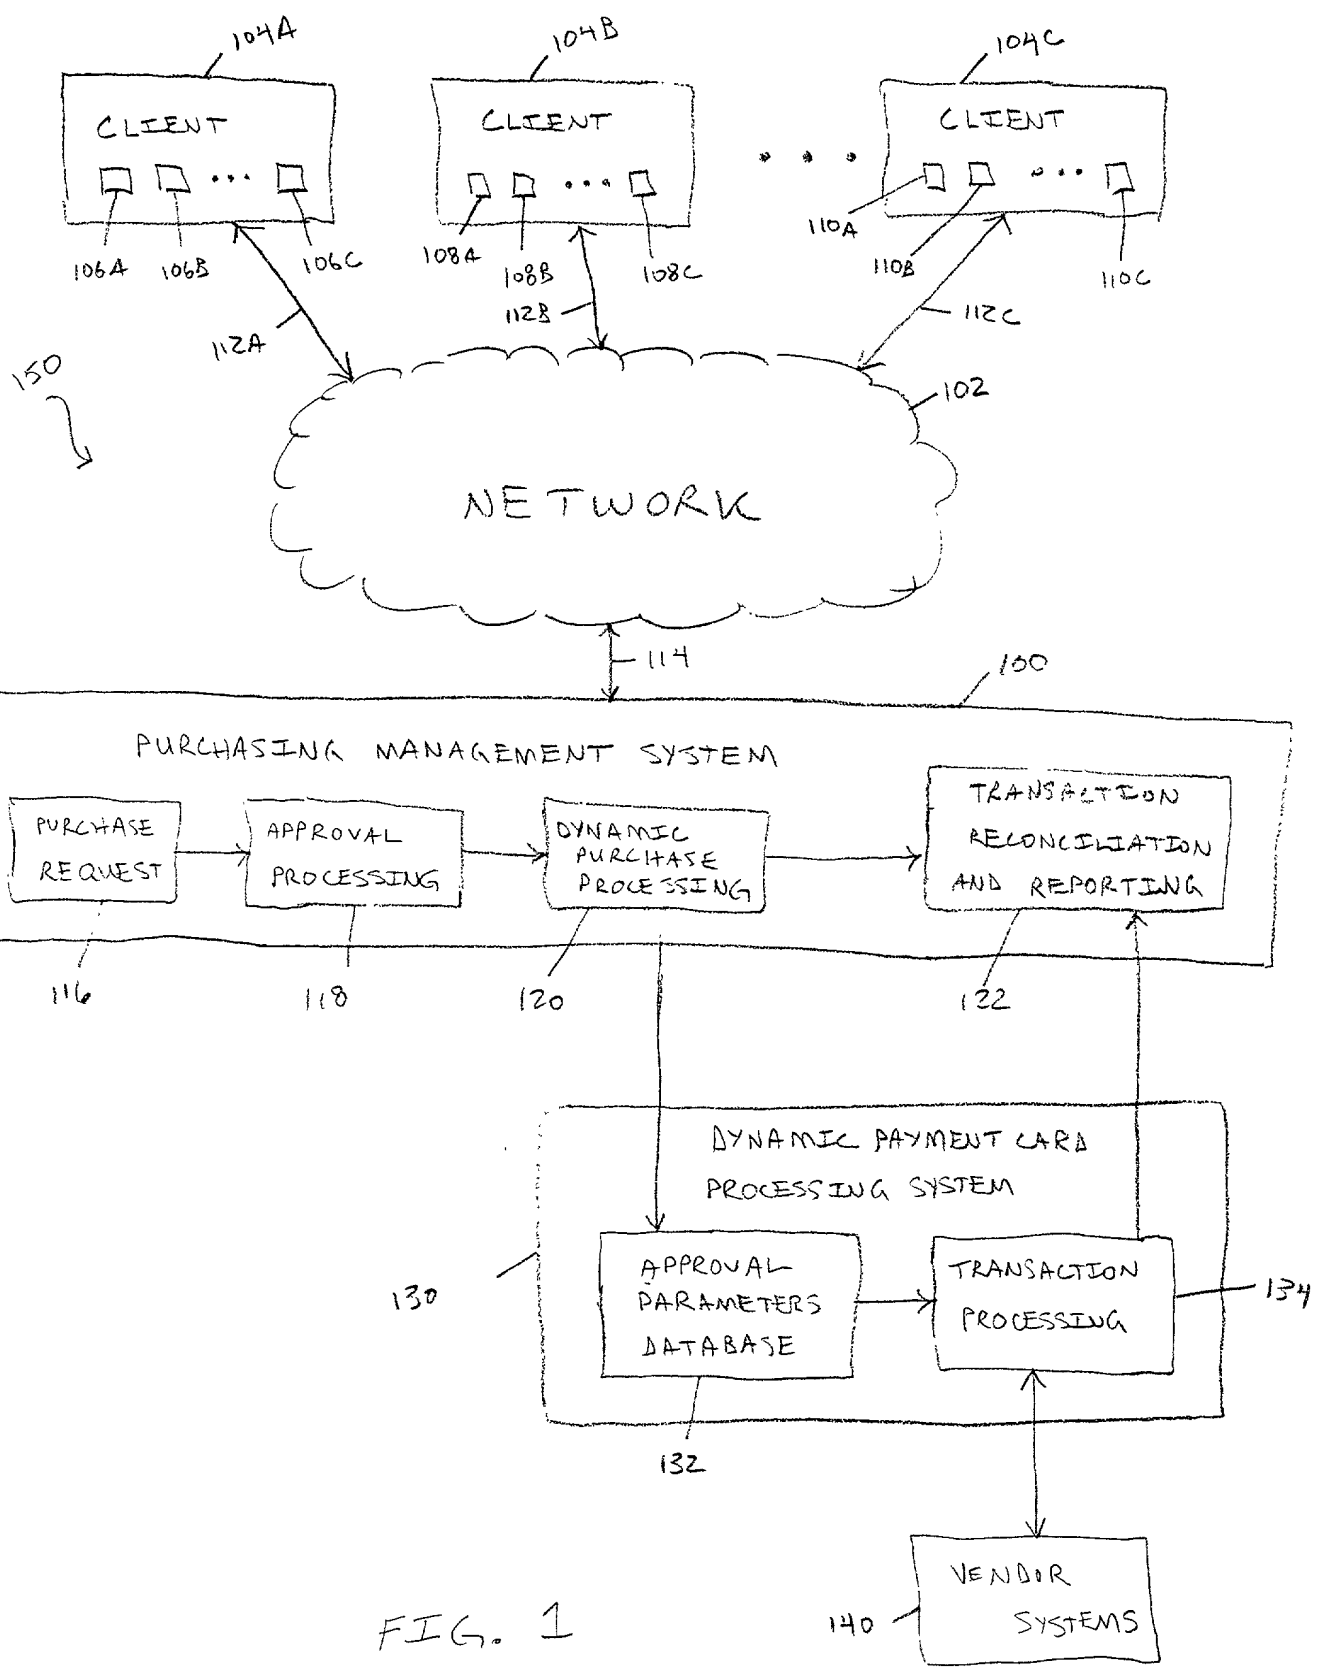 104A
104B
104C
CLIENT
CLIENT
CLIENT
106A
106B
106C
108A
108B
108C
110A
110B
110C
112A
112B
112C
150
102
NETWORK
114
100
PURCHASING MANAGEMENT SYSTEM
PURCHASE
REQUEST
APPROVAL
PROCESSING
DYNAMIC
PURCHASE
PROCESSING
TRANSACTION
RECONCILIATION
AND REPORTING
116
118
120
122
DYNAMIC PAYMENT CARD
PROCESSING SYSTEM
130
APPROVAL
PARAMETERS
DATABASE
TRANSACTION
PROCESSING
134
132
VENDOR
SYSTEMS
140
FIG. 1